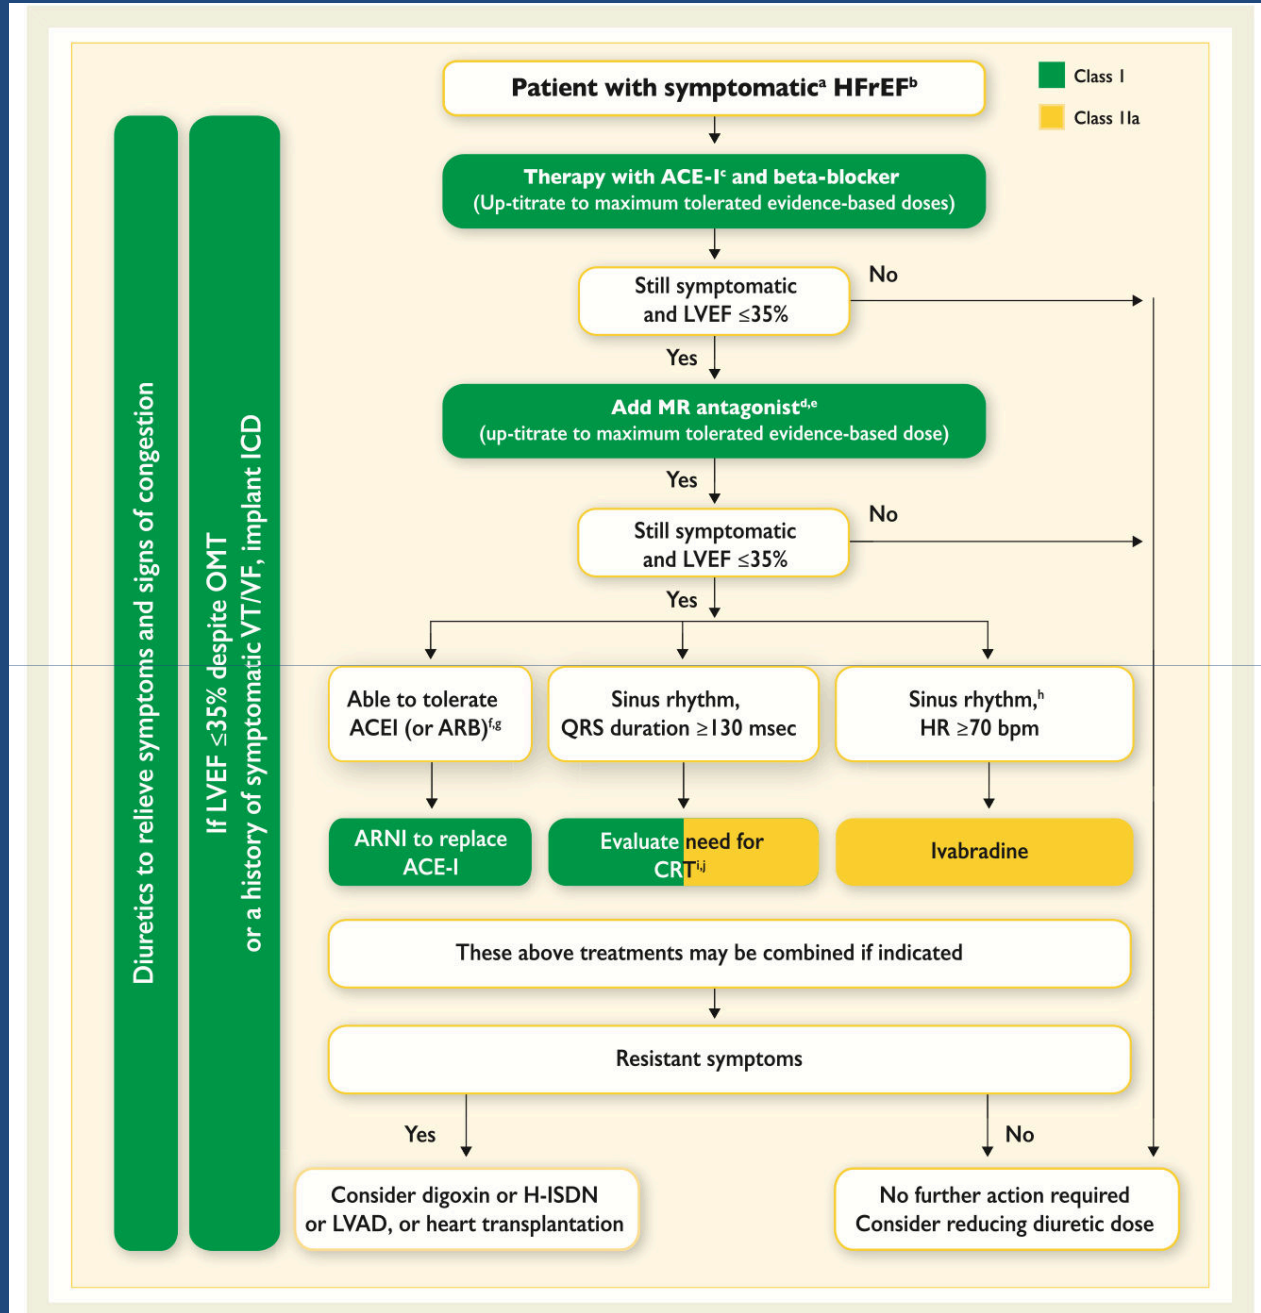 Patient with symptomaticᵃ HFrEFᵇ
Class I
Class IIa
Therapy with ACE-Iᶜ and beta-blocker
(Up-titrate to maximum tolerated evidence-based doses)
Still symptomatic
and LVEF ≤35%
No
Yes
Add MR antagonistᵈ,ᵉ
(up-titrate to maximum tolerated evidence-based dose)
Yes
Still symptomatic
and LVEF ≤35%
No
Yes
Able to tolerate
ACEI (or ARB)ᶠ,ᵍ
Sinus rhythm,
QRS duration ≥130 msec
Sinus rhythm,ʰ
HR ≥70 bpm
ARNI to replace
ACE-I
Evaluate need for
CRTⁱ,ʲ
Ivabradine
These above treatments may be combined if indicated
Resistant symptoms
Yes
No
Consider digoxin or H-ISDN
or LVAD, or heart transplantation
No further action required
Consider reducing diuretic dose
Diuretics to relieve symptoms and signs of congestion
If LVEF ≤35% despite OMT
or a history of symptomatic VT/VF, implant ICD